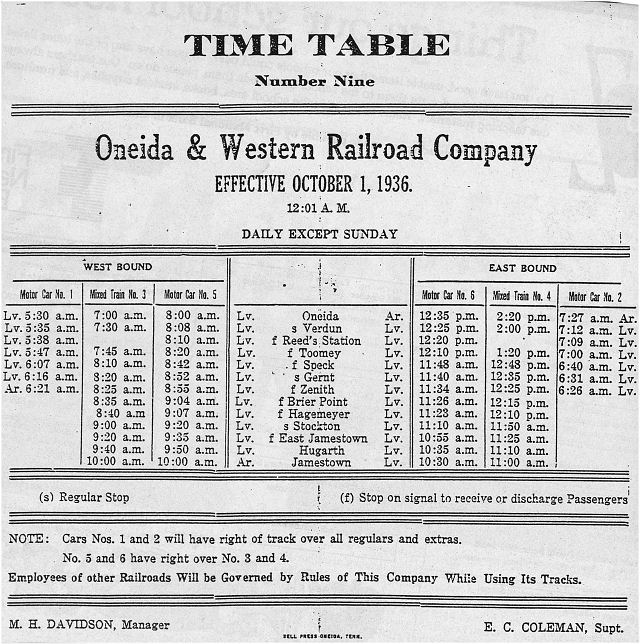 TIME TABLE
Number Nine
Oneida & Western Railroad Company
EFFECTIVE OCTOBER 1, 1936.
12:01 A. M.
DAILY EXCEPT SUNDAY
WEST BOUND EAST BOUND
Motor Car No. 1 Mixed Train No. 3 Motor Car No. 5 Motor Car No. 6 Mixed Train No. 4 Motor Car No. 2
Lv. 5:30 a.m. 7:00 a.m. 8:00 a.m. Lv. Oneida Ar. 12:35 p.m. 2:20 p.m. 7:27 a.m. Ar.
Lv. 5:35 a.m. 7:30 a.m. 8:08 a.m. Lv. s Verdun Lv. 12:25 p.m. 2:00 p.m. 7:12 a.m. Lv.
Lv. 5:38 a.m. 8:10 a.m. Lv. f Reed's Station Lv. 12:20 p.m. 7:09 a.m. Lv.
Lv. 5:47 a.m. 7:45 a.m. 8:20 a.m. Lv. f Toomey Lv. 12:10 p.m. 1:20 p.m. 7:00 a.m. Lv.
Lv. 6:07 a.m. 8:10 a.m. 8:42 a.m. Lv. f Speck Lv. 11:48 a.m. 12:48 p.m. 6:40 a.m. Lv.
Lv. 6:16 a.m. 8:20 a.m. 8:52 a.m. Lv. s Gernt Lv. 11:40 a.m. 12:35 p.m. 6:31 a.m. Lv.
Ar. 6:21 a.m. 8:25 a.m. 8:55 a.m. Lv. f Zenith Lv. 11:34 a.m. 12:25 p.m. 6:26 a.m. Lv.
8:35 a.m. 9:04 a.m. Lv. f Brier Point Lv. 11:26 a.m. 12:15 p.m.
8:40 a.m 9:07 a.m. Lv. f Hagemeyer Lv. 11:23 a.m. 12:10 p.m.
9:00 a.m. 9:20 a.m. Lv. s Stockton Lv. 11:10 a.m. 11:50 a.m.
9:20 a.m. 9:35 a.m. Lv. f East Jamestown Lv. 10:55 a.m. 11:25 a.m.
9:40 a.m. 9:50 a.m. Lv. Hugarth Lv. 10:35 a.m. 11:10 a.m.
10:00 a.m. 10:00 a.m. Ar. Jamestown Lv. 10:30 a.m. 11:00 a.m.
(s) Regular Stop (f) Stop on signal to receive or discharge Passengers
NOTE: Cars Nos. 1 and 2 will have right of track over all regulars and extras.
No. 5 and 6 have right over No. 3 and 4.
Employees of other Railroads Will be Governed by Rules of This Company While Using Its Tracks.
M. H. DAVIDSON, Manager E. C. COLEMAN, Supt.
BELL PRESS-ONEIDA, TENN.